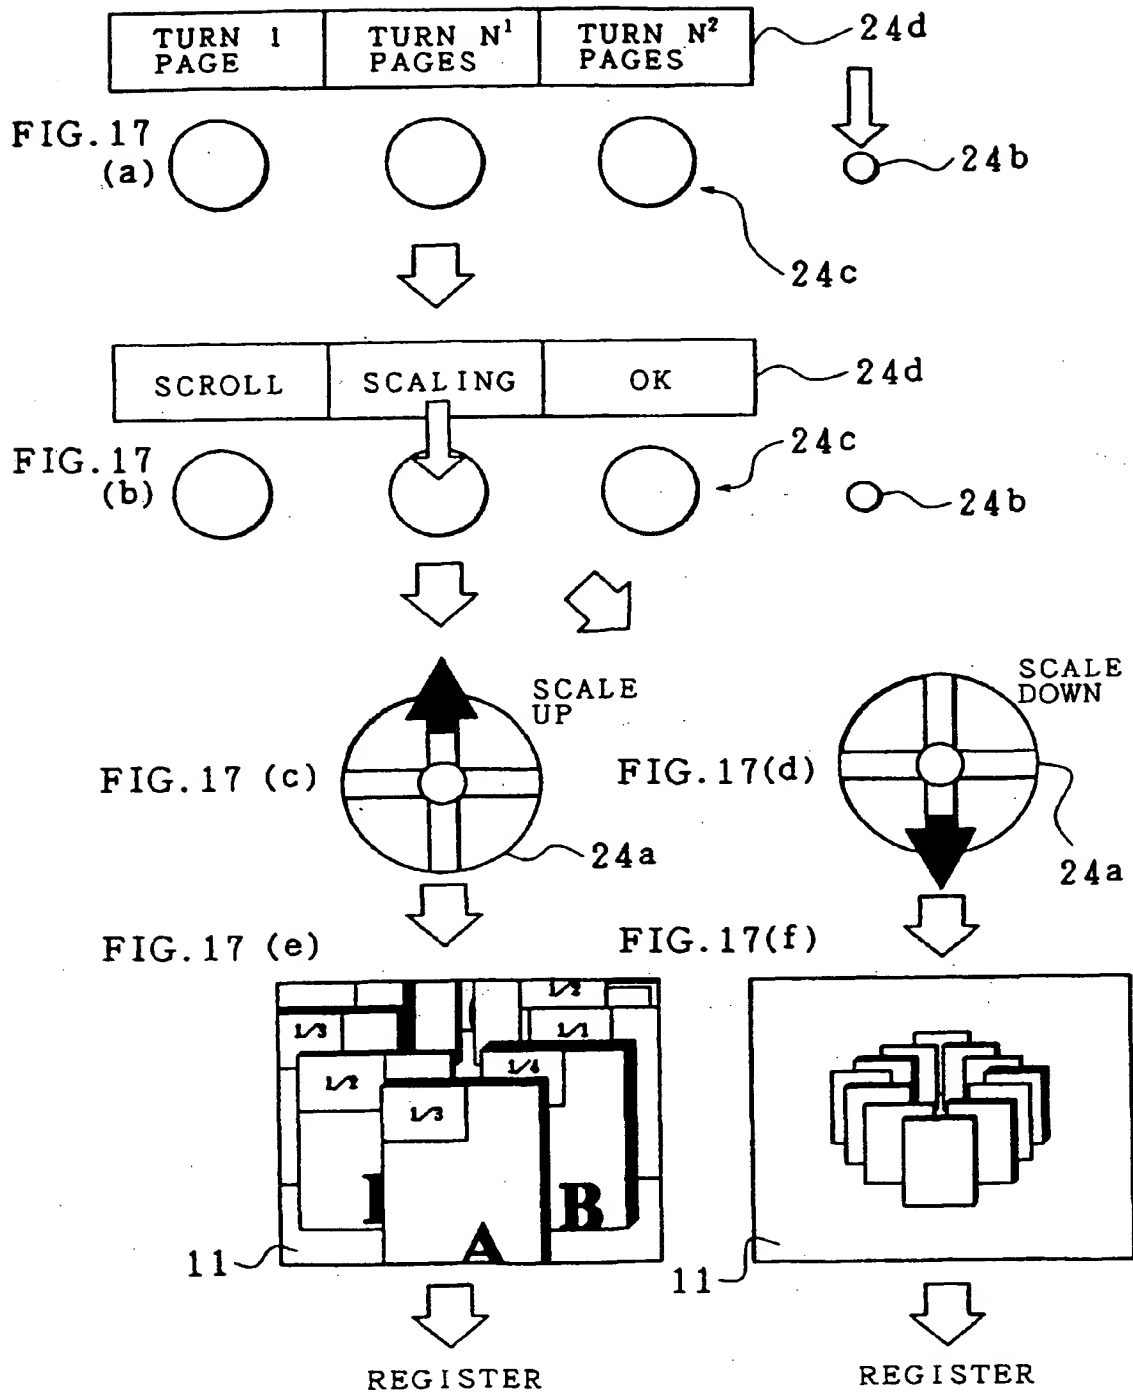 TURN 1 PAGE
TURN N¹ PAGES
TURN N² PAGES
24d
FIG.17 (a)
24b
24c
SCROLL
SCALING
OK
24d
FIG.17 (b)
24c
24b
SCALE UP
SCALE DOWN
FIG.17 (c)
FIG.17(d)
24a
24a
FIG.17 (e)
FIG.17(f)
1/2
1/3
1/1
1/2
1/4
1/3
B
A
11
11
REGISTER
REGISTER